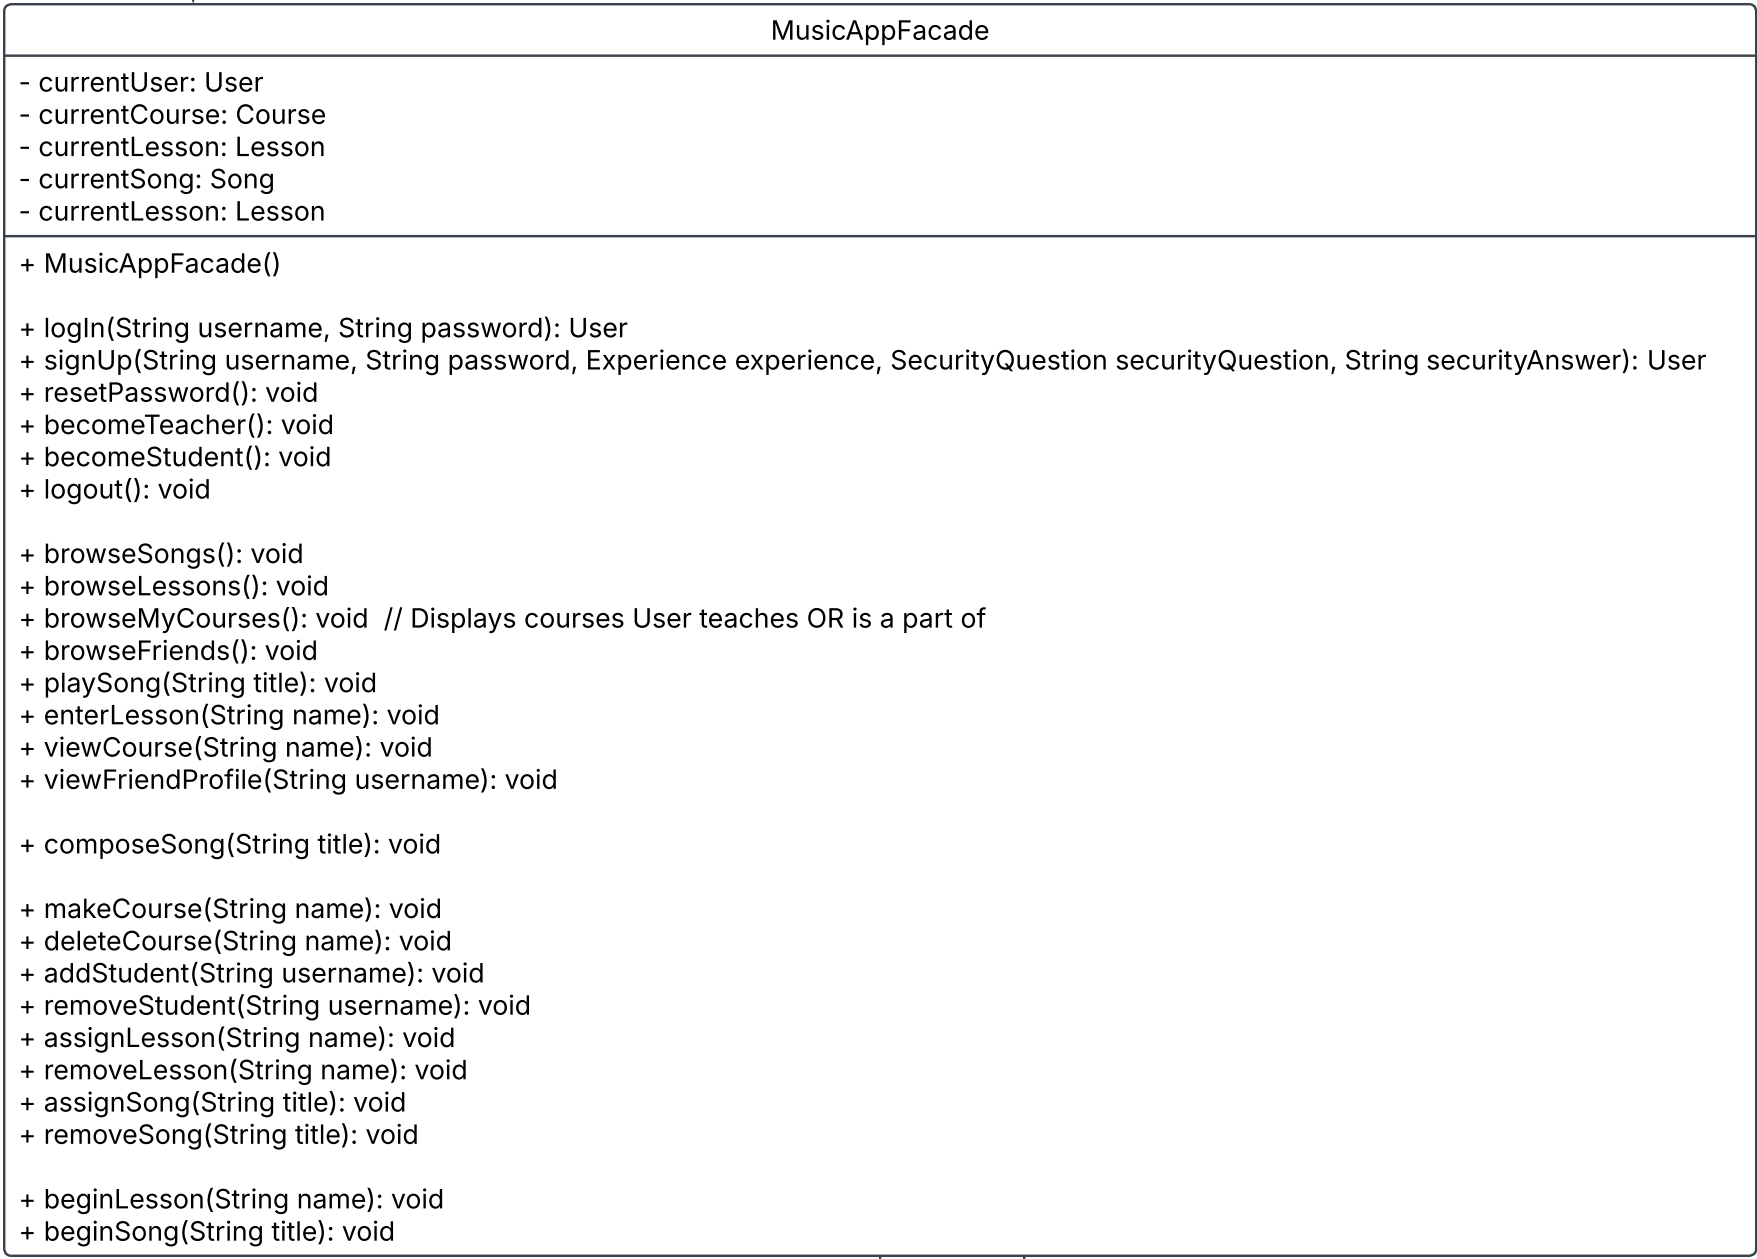 MusicAppFacade
- currentUser: User
- currentCourse: Course
- currentLesson: Lesson
- currentSong: Song
- currentLesson: Lesson
+ MusicAppFacade()
+ logIn(String username, String password): User
+ signUp(String username, String password, Experience experience, SecurityQuestion securityQuestion, String securityAnswer): User
+ resetPassword(): void
+ becomeTeacher(): void
+ becomeStudent(): void
+ logout(): void
+ browseSongs(): void
+ browseLessons(): void
+ browseMyCourses(): void  // Displays courses User teaches OR is a part of
+ browseFriends(): void
+ playSong(String title): void
+ enterLesson(String name): void
+ viewCourse(String name): void
+ viewFriendProfile(String username): void
+ composeSong(String title): void
+ makeCourse(String name): void
+ deleteCourse(String name): void
+ addStudent(String username): void
+ removeStudent(String username): void
+ assignLesson(String name): void
+ removeLesson(String name): void
+ assignSong(String title): void
+ removeSong(String title): void
+ beginLesson(String name): void
+ beginSong(String title): void